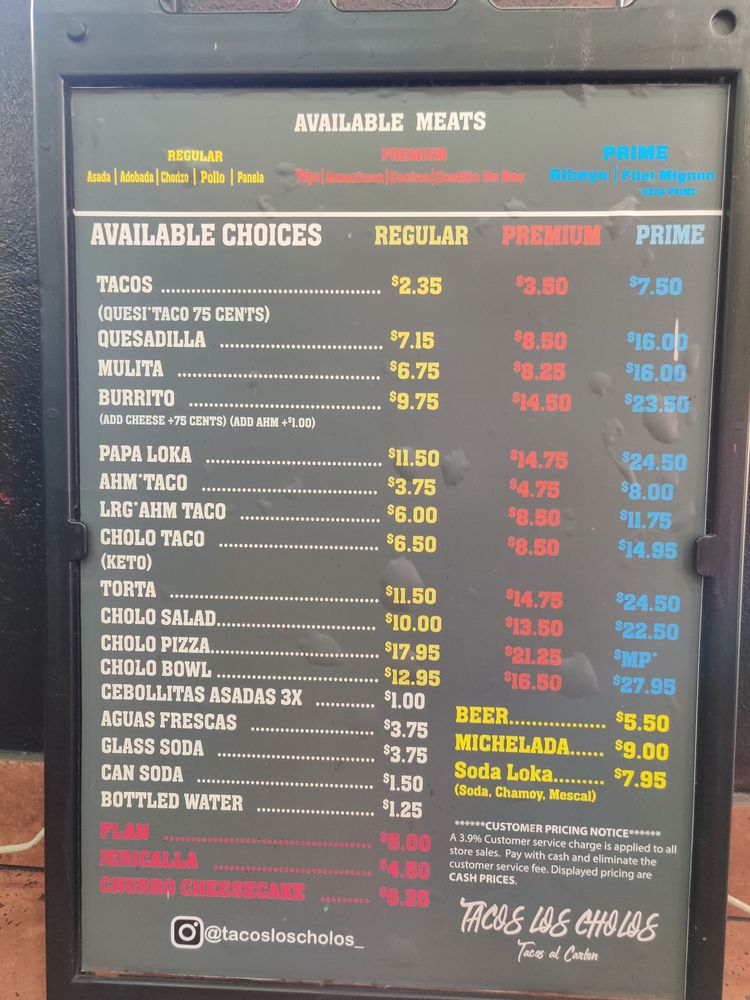 AVAILABLE MEATS
REGULAR PREMIUM PRIME
Asada | Adobada | Chorizo | Pollo | Panela Tripa | Arrachera | Cecina | Costilla De Res Ribeye | Filet Mignon
USDA PRIME
AVAILABLE CHOICES REGULAR PREMIUM PRIME
TACOS ........................................ $2.35 $3.50 $7.50
(QUESI*TACO 75 CENTS)
QUESADILLA .............................. $7.15 $8.50 $16.00
MULITA ................................ $6.75 $8.25 $16.00
BURRITO ................................ $9.75 $14.50 $23.50
(ADD CHEESE +75 CENTS) (ADD AHM +$1.00)
PAPA LOKA ................................ $11.50 $14.75 $24.50
AHM*TACO ................................ $3.75 $4.75 $8.00
LRG*AHM TACO ......................... $6.00 $8.50 $11.75
CHOLO TACO ............................. $6.50 $8.50 $14.95
(KETO)
TORTA ..................................... $11.50 $14.75 $24.50
CHOLO SALAD............................ $10.00 $13.50 $22.50
CHOLO PIZZA............................. $17.95 $21.25 $MP*
CHOLO BOWL ............................. $12.95 $16.50 $27.95
CEBOLLITAS ASADAS 3X ........... $1.00
AGUAS FRESCAS ....................... $3.75
GLASS SODA ............................ $3.75
CAN SODA ............................... $1.50
BOTTLED WATER ..................... $1.25
FLAN ..................................... $5.00
JERICALLA ............................. $4.50
CHURRO CHEESECAKE ......... $6.25
BEER................. $5.50
MICHELADA...... $9.00
Soda Loka......... $7.95
(Soda, Chamoy, Mescal)
******CUSTOMER PRICING NOTICE******
A 3.9% Customer service charge is applied to all
store sales. Pay with cash and eliminate the
customer service fee. Displayed pricing are
CASH PRICES.
TACOS LOS CHOLOS
Tacos al Carbon
@tacosloscholos_